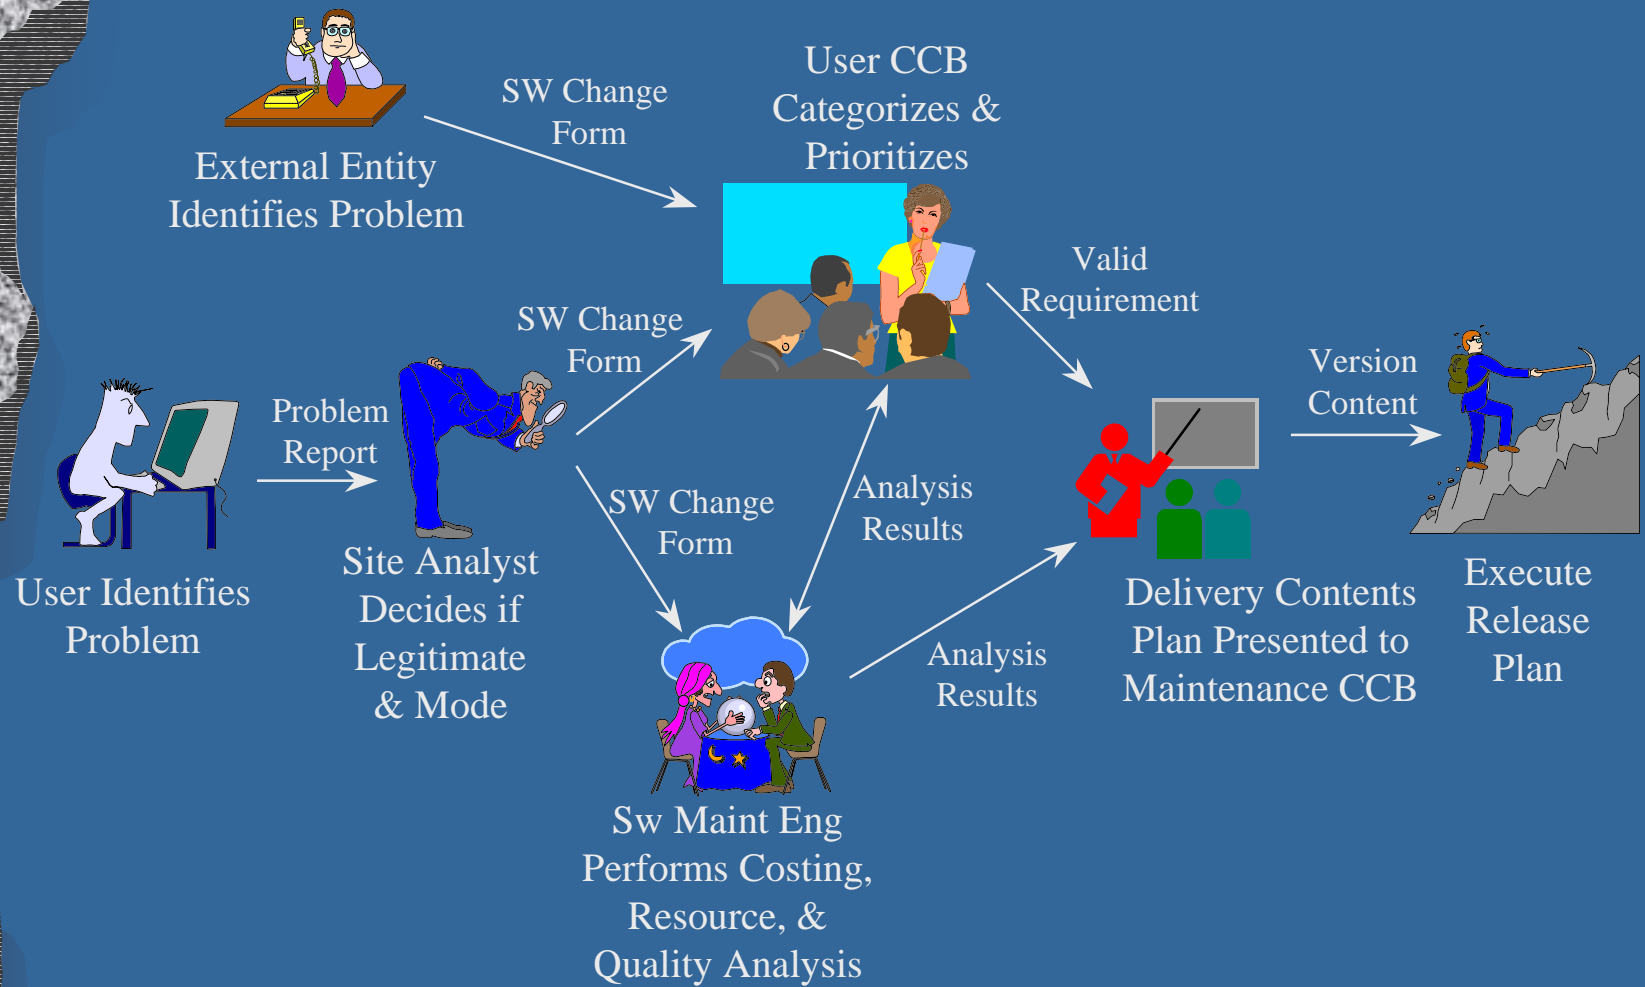 SW Change
Form
External Entity
Identifies Problem
User CCB
Categorizes &
Prioritizes
SW Change
Form
Valid
Requirement
Problem
Report
User Identifies
Problem
Site Analyst
Decides if
Legitimate
& Mode
SW Change
Form
Analysis
Results
Sw Maint Eng
Performs Costing,
Resource, &
Quality Analysis
Analysis
Results
Delivery Contents
Plan Presented to
Maintenance CCB
Version
Content
Execute
Release
Plan